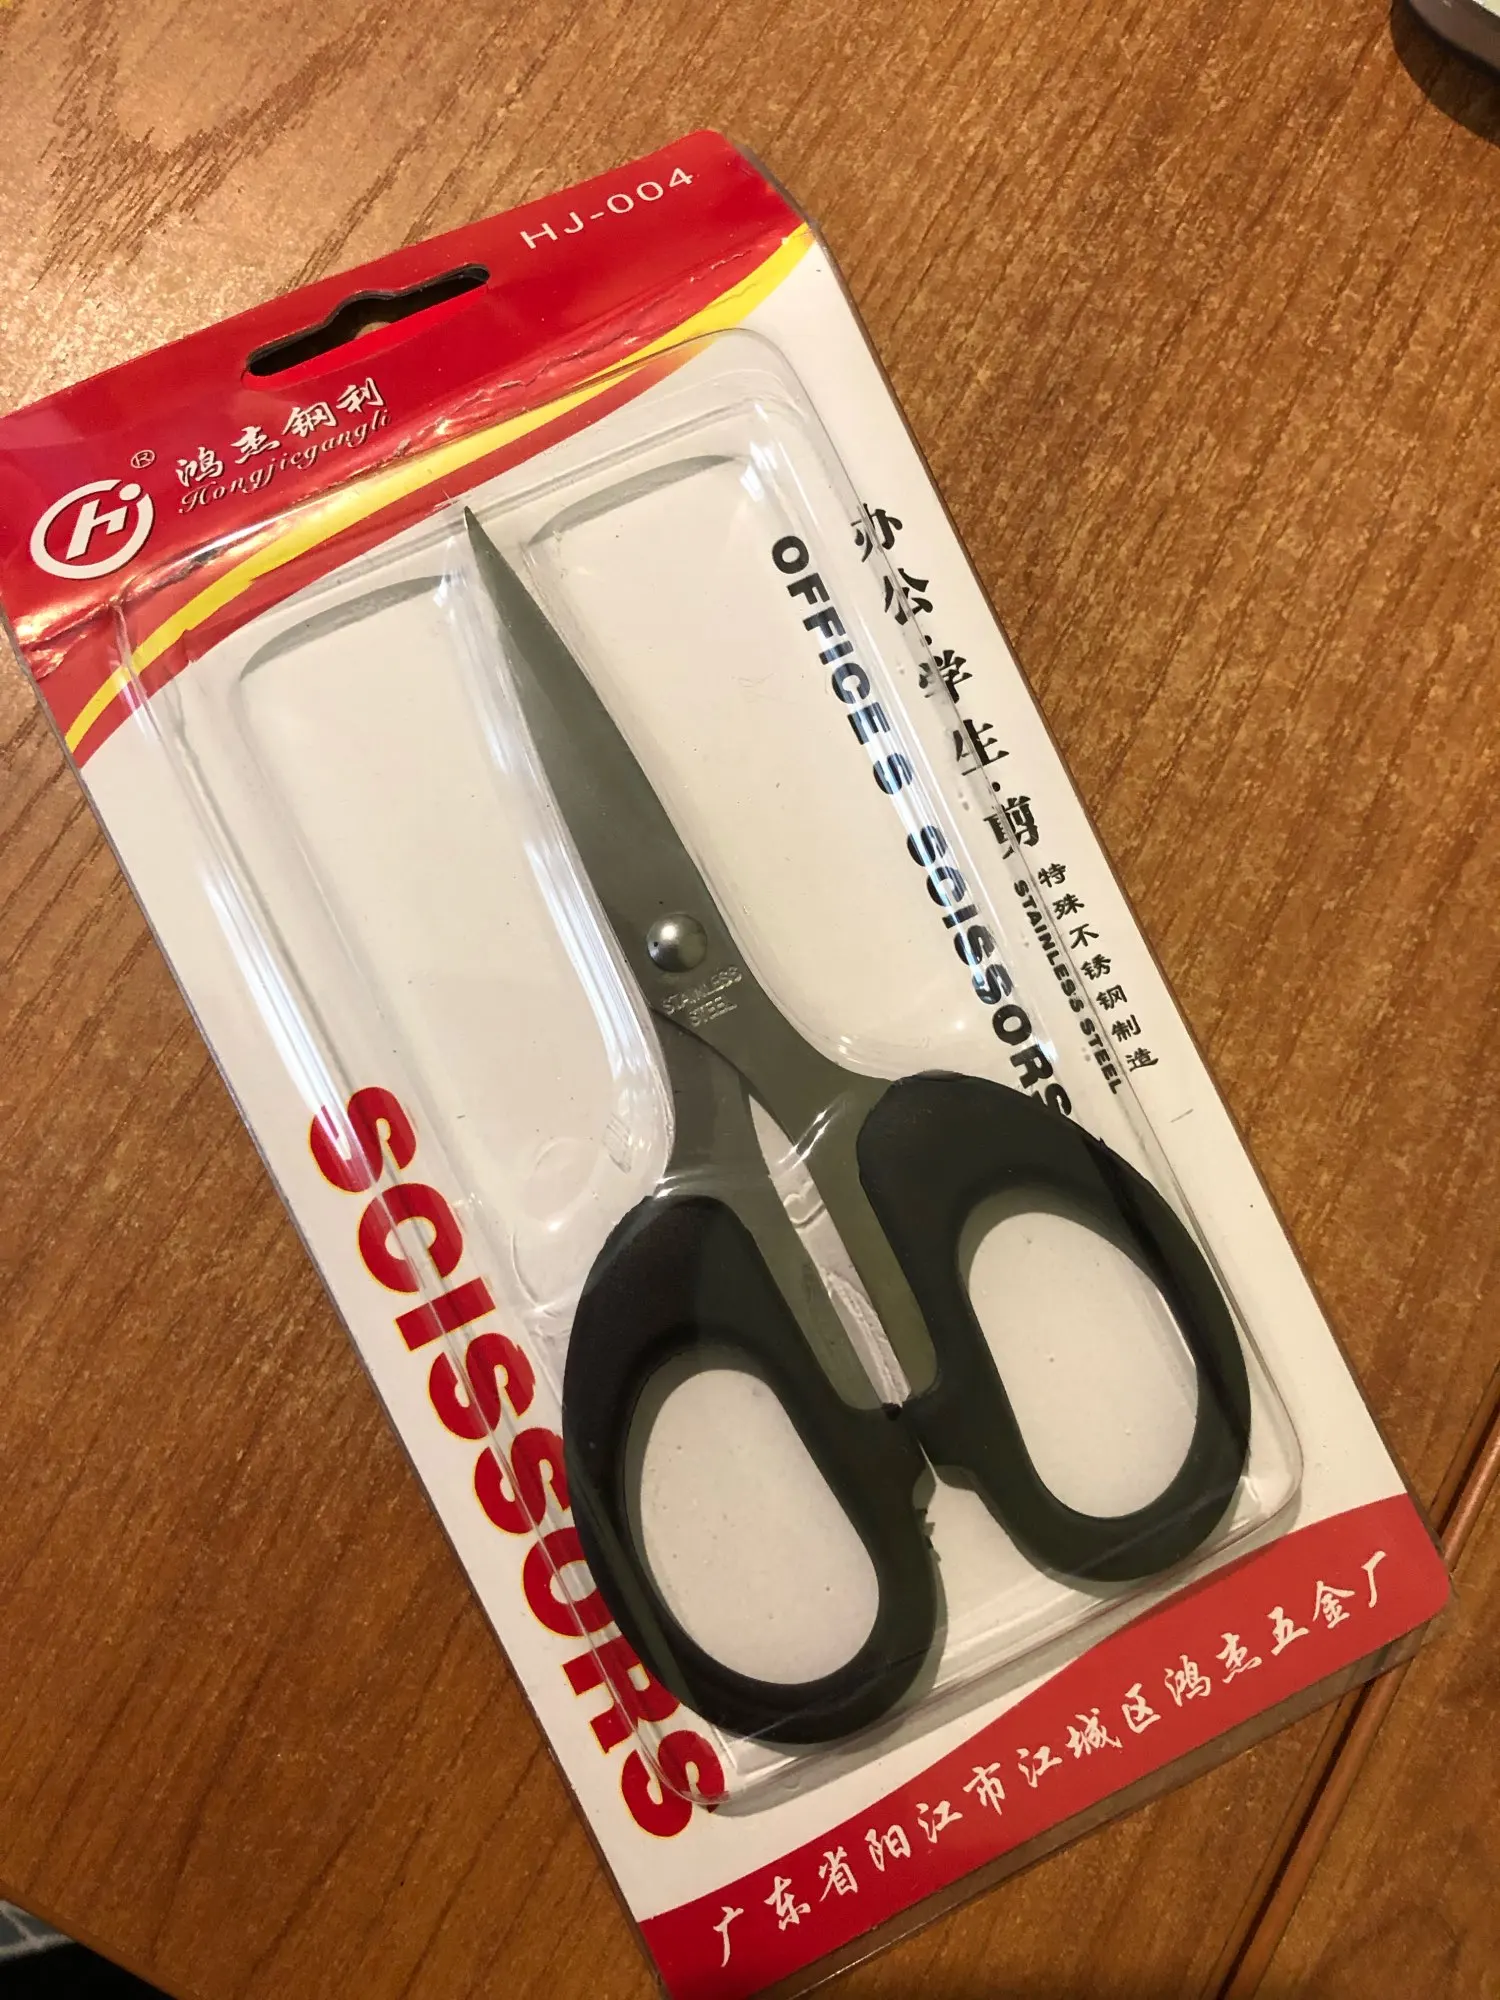 HJ-004
鸿杰钢利
Hongjiegangli
®
办公·学生·剪
OFFICES SCISSORS
特殊不锈钢制造
STAINLESS STEEL
STAINLESS
STEEL
SCISSORS
广东省阳江市江城区鸿杰五金厂